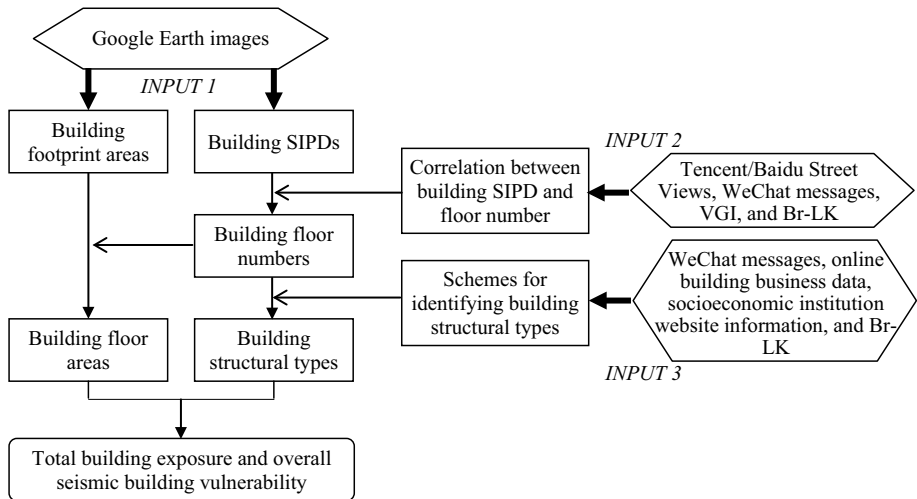 Google Earth images
INPUT 1
Building
footprint areas
Building SIPDs
INPUT 2
Correlation between
building SIPD and
floor number
Tencent/Baidu Street
Views, WeChat messages,
VGI, and Br-LK
Building floor
numbers
Schemes for
identifying building
structural types
WeChat messages, online
building business data,
socioeconomic institution
website information, and Br-
LK
INPUT 3
Building floor
areas
Building
structural types
Total building exposure and overall
seismic building vulnerability